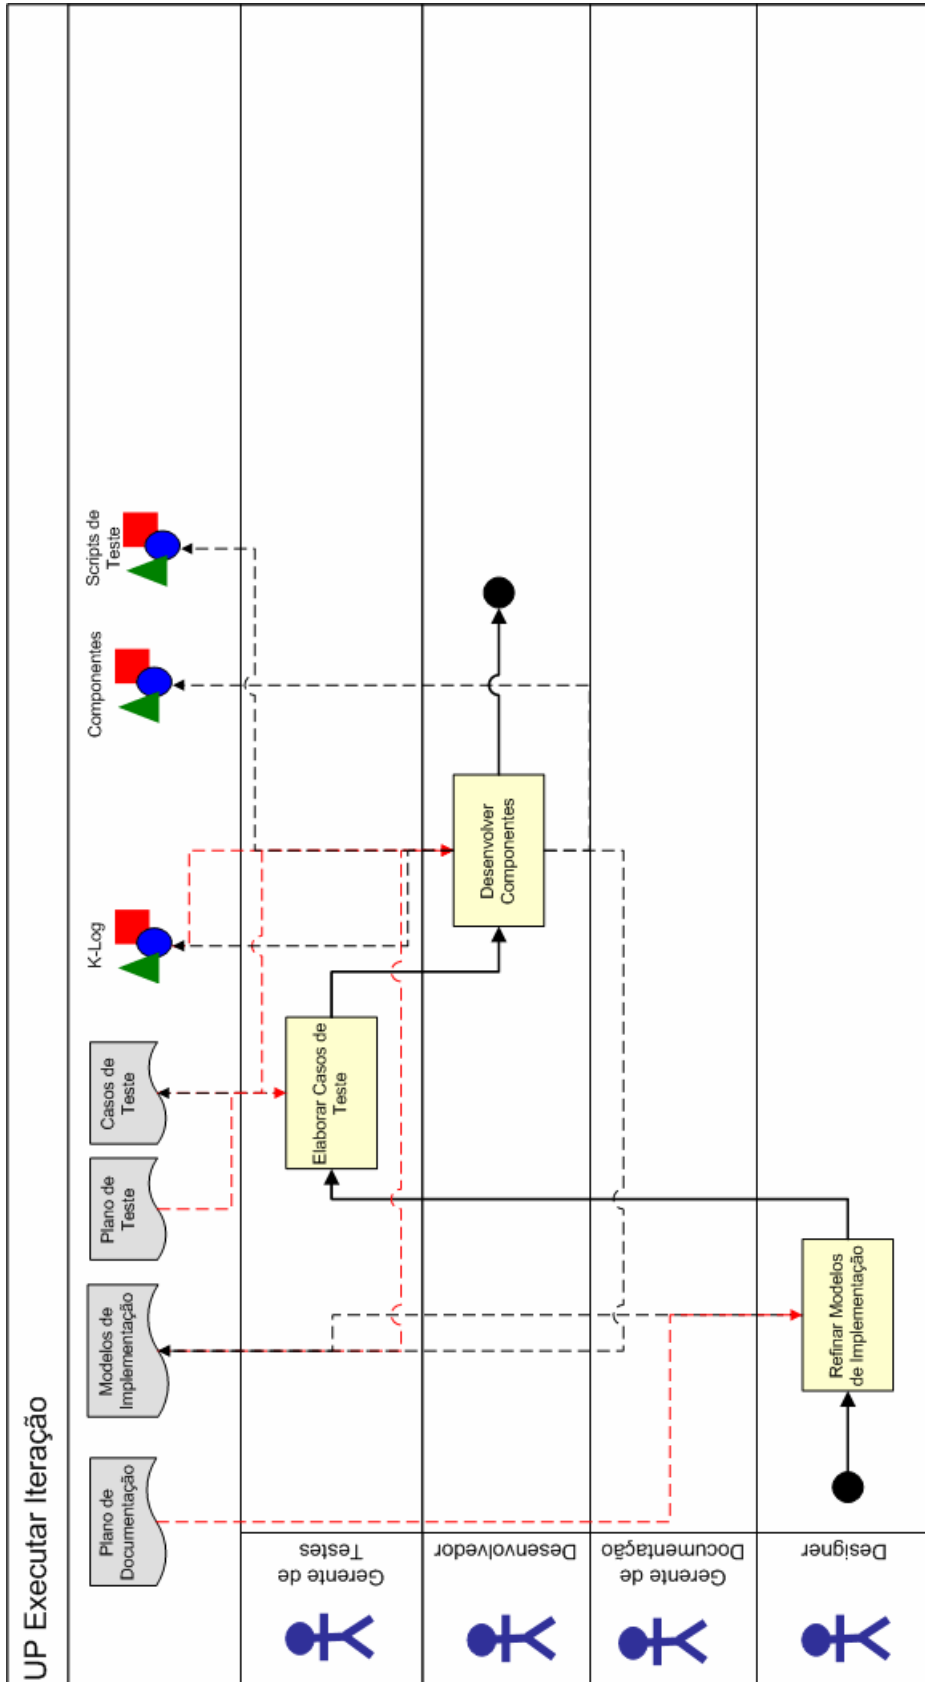 UP Executar Iteração
Plano de
Documentação
Modelos de
Implementação
Plano de
Teste
Casos de
Teste
K-Log
Componentes
Scripts de
Teste
Gerente de
Testes
Elaborar Casos de
Teste
Desenvolvedor
Desenvolver
Componentes
Gerente de
Documentação
Designer
Refinar Modelos
de Implementação